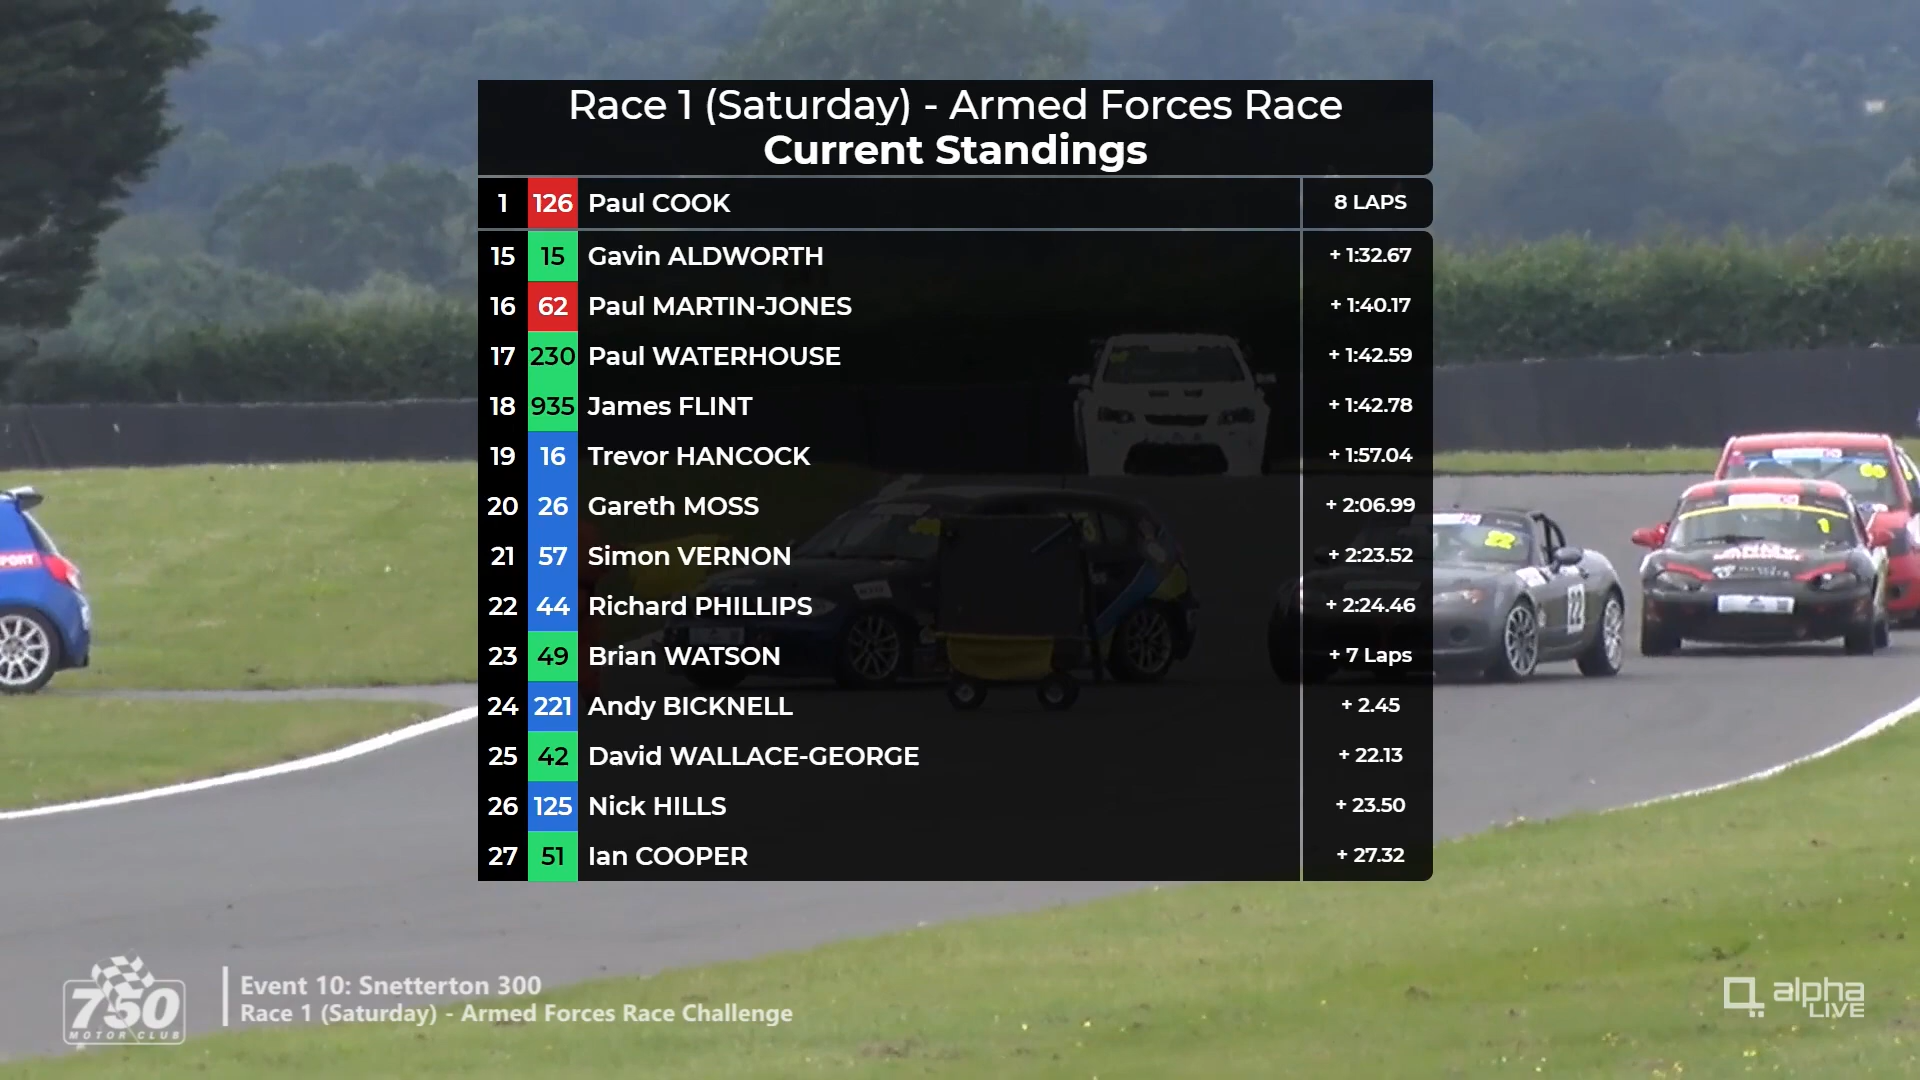 Race 1 (Saturday) - Armed Forces Race
Current Standings
1 126 Paul COOK 8 LAPS
15 15 Gavin ALDWORTH + 1:32.67
16 62 Paul MARTIN-JONES + 1:40.17
17 230 Paul WATERHOUSE + 1:42.59
18 935 James FLINT + 1:42.78
19 16 Trevor HANCOCK + 1:57.04
20 26 Gareth MOSS + 2:06.99
21 57 Simon VERNON + 2:23.52
22 44 Richard PHILLIPS + 2:24.46
23 49 Brian WATSON + 7 Laps
24 221 Andy BICKNELL + 2.45
25 42 David WALLACE-GEORGE + 22.13
26 125 Nick HILLS + 23.50
27 51 Ian COOPER + 27.32
PORT
66
22
22
1
750
MOTOR CLUB
Event 10: Snetterton 300
Race 1 (Saturday) - Armed Forces Race Challenge
alpha
LIVE